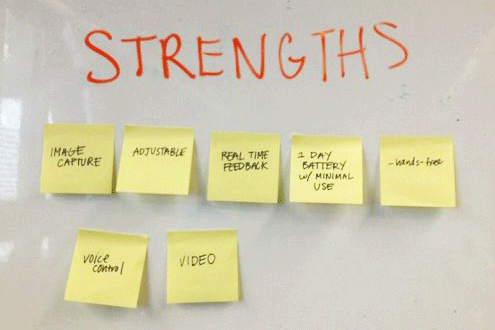 STRENGTHS
IMAGE
CAPTURE
ADJUSTABLE
REAL TIME
FEEDBACK
1 DAY
BATTERY
W/ MINIMAL
USE
-hands-free
Voice
Control
VIDEO